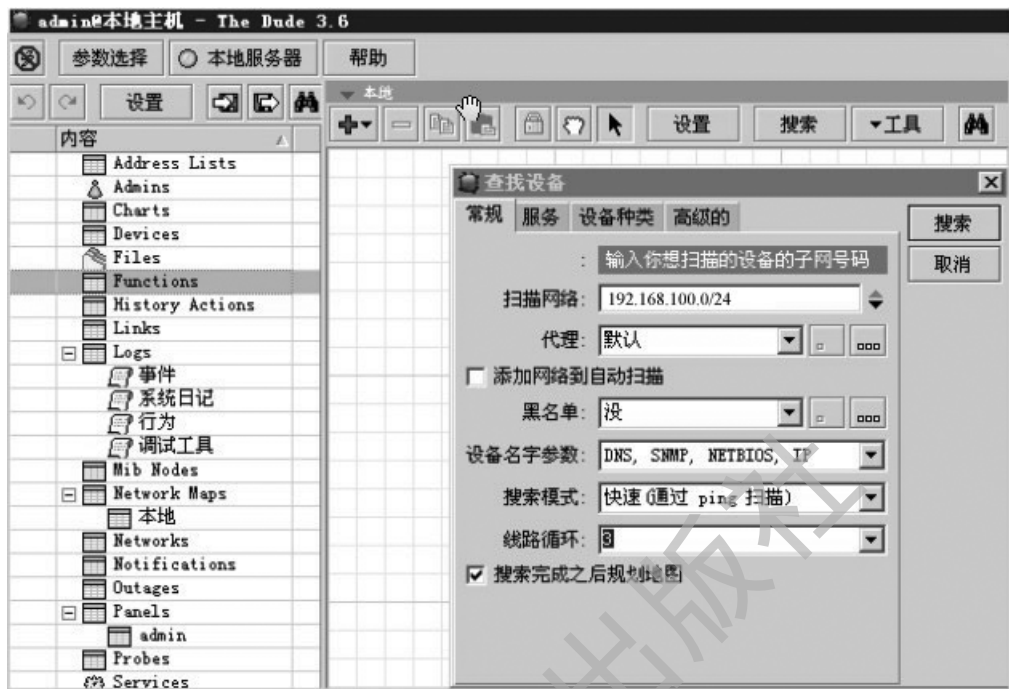 admin@本地主机 - The Dude 3.6
参数选择 本地服务器 帮助
设置
内容
Address Lists
Admins
Charts
Devices
Files
Functions
History Actions
Links
Logs
事件
系统日记
行为
调试工具
Mib Nodes
Network Maps
本地
Networks
Notifications
Outages
Panels
admin
Probes
Services
本地
设置 搜索 工具
查找设备
常规 服务 设备种类 高级的
: 输入你想扫描的设备的子网号码
扫描网络: 192.168.100.0/24
代理: 默认
添加网络到自动扫描
黑名单: 没
设备名字参数: DNS, SNMP, NETBIOS, IP
搜索模式: 快速(通过 ping 扫描)
线路循环: 3
搜索完成之后规划地图
搜索
取消
出版社